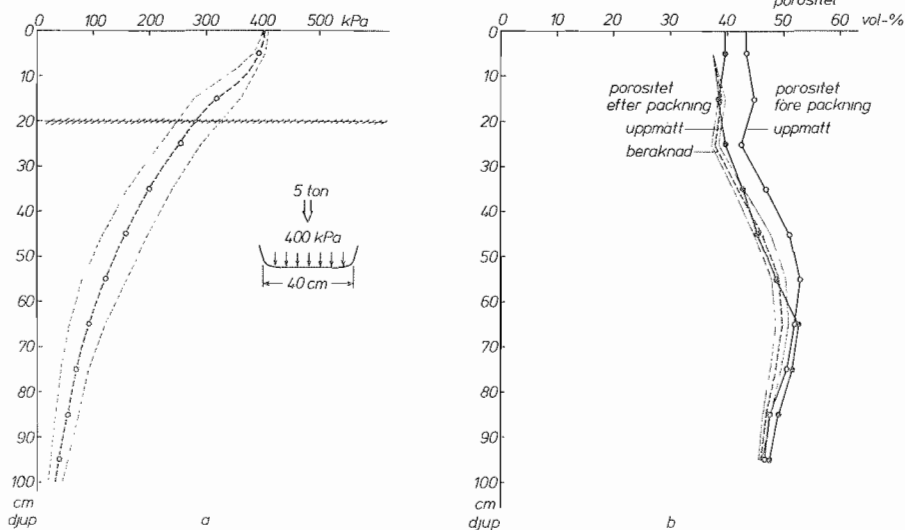 0 100 200 300 400 500 kPa
0
10
20
30
40
50
60
70
80
90
100
cm
djup
a
5 ton
400 kPa
40 cm
porositet
0 10 20 30 40 50 60 vol-%
0
10
20
30
40
50
60
70
80
90
100
cm
djup
b
porositet
efter packning
uppmätt
beräknad
porositet
före packning
uppmätt